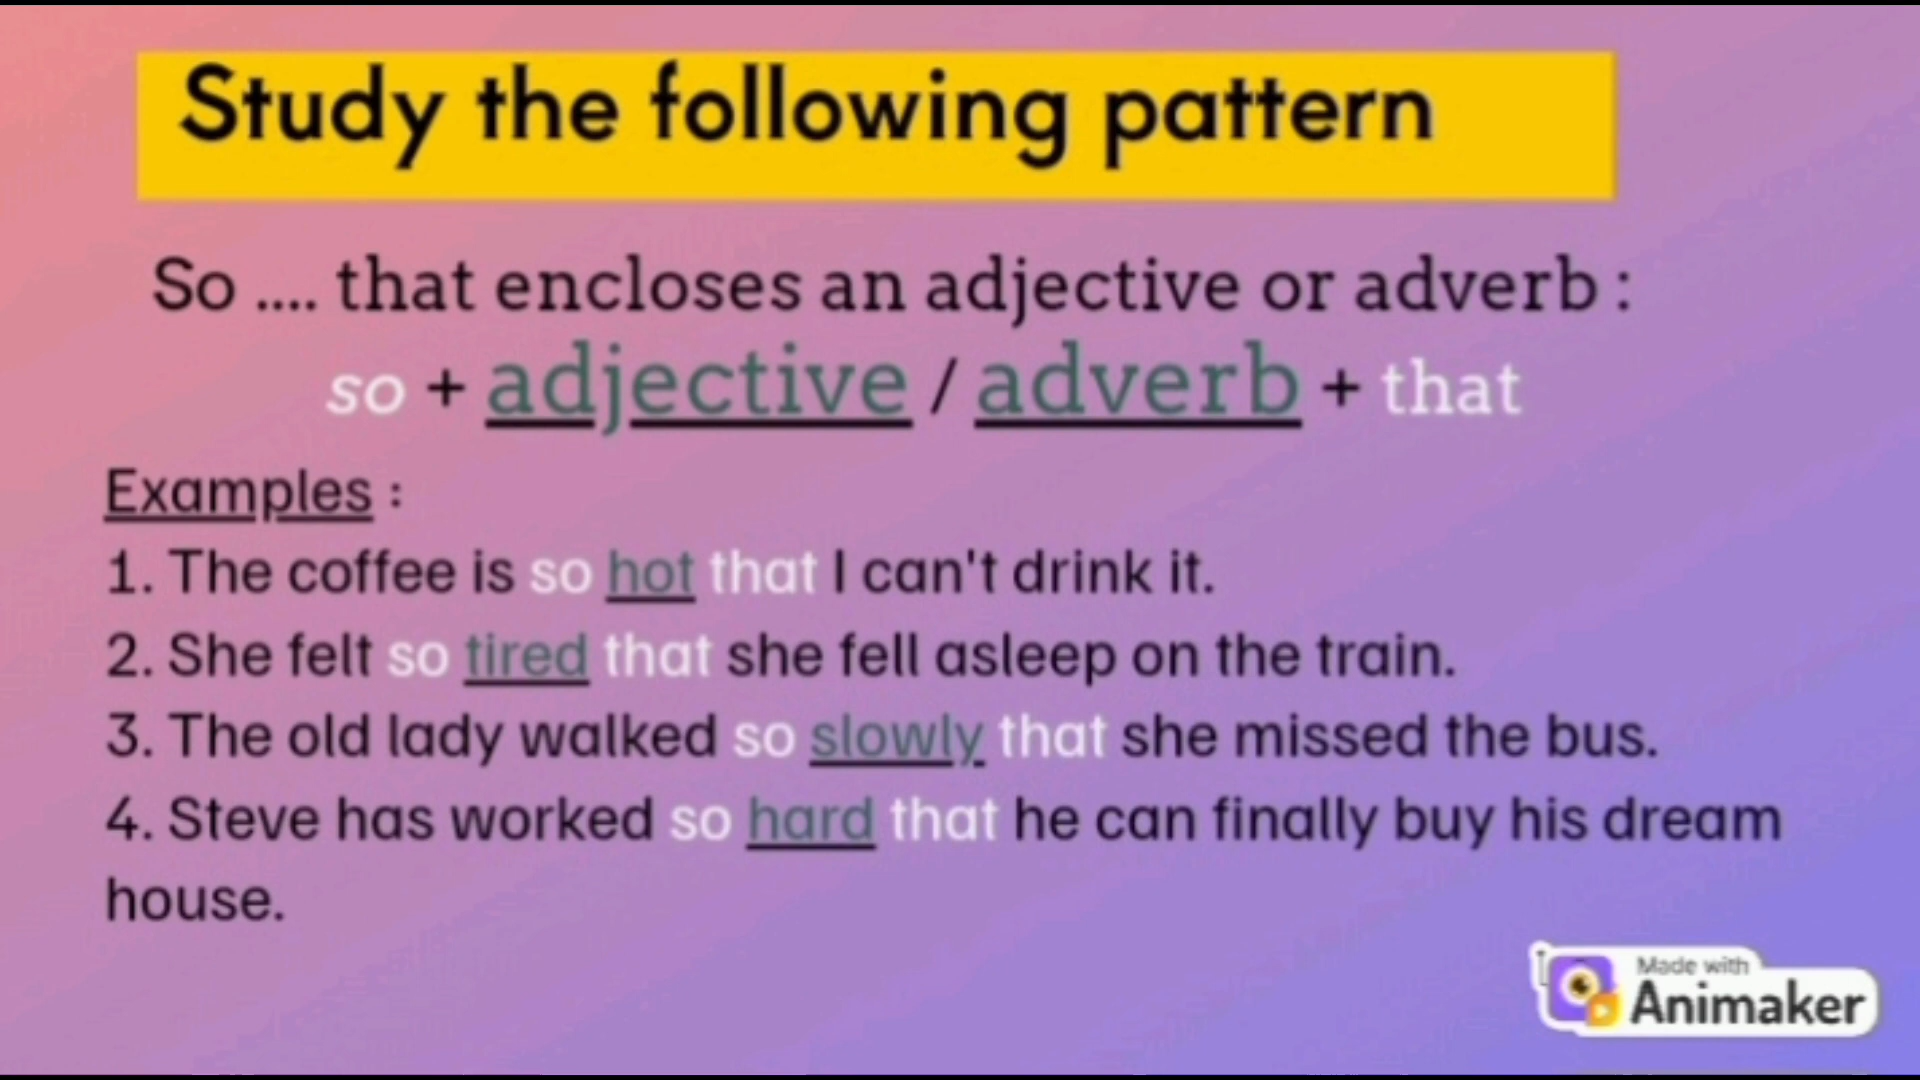 Study the following pattern
So .... that encloses an adjective or adverb :
so + adjective / adverb + that
Examples :
1. The coffee is so hot that I can't drink it.
2. She felt so tired that she fell asleep on the train.
3. The old lady walked so slowly that she missed the bus.
4. Steve has worked so hard that he can finally buy his dream
house.
Made with
Animaker